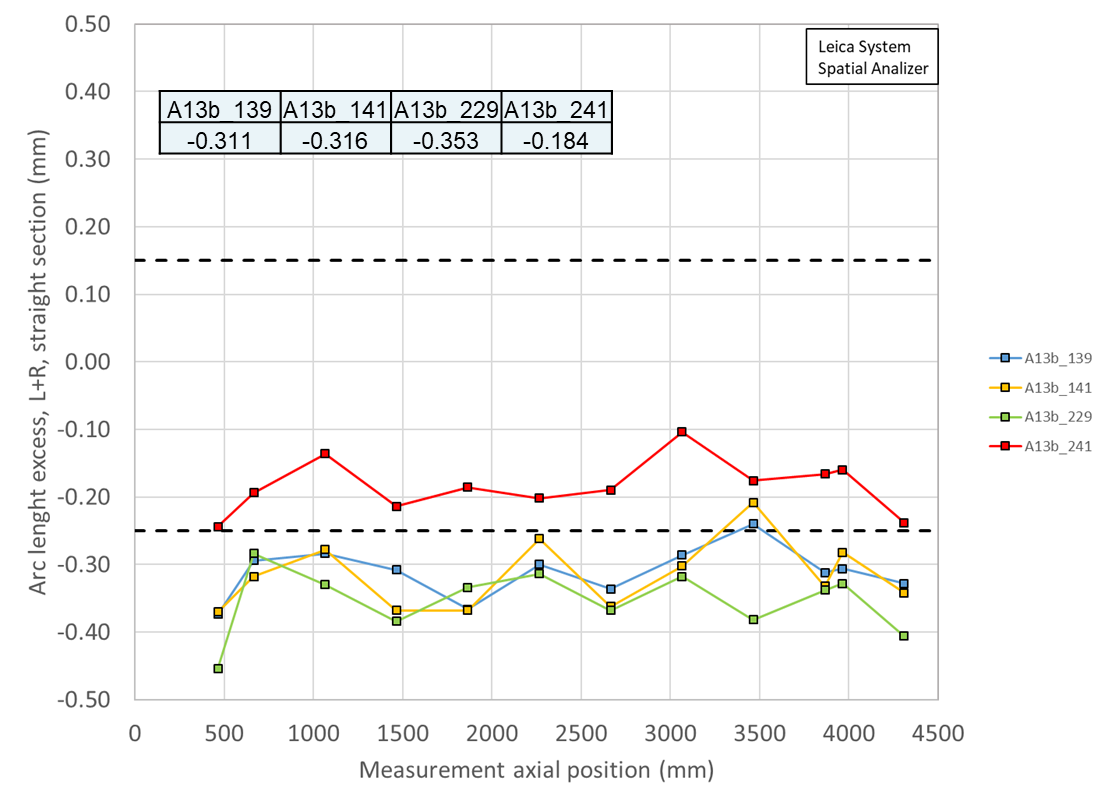 0.50
0.40
0.30
0.20
0.10
0.00
-0.10
-0.20
-0.30
-0.40
-0.50
Arc lenght excess, L+R, straight section (mm)
Leica System
Spatial Analizer
A13b_139 A13b_141 A13b_229 A13b_241
-0.311 -0.316 -0.353 -0.184
A13b_139
A13b_141
A13b_229
A13b_241
0 500 1000 1500 2000 2500 3000 3500 4000 4500
Measurement axial position (mm)